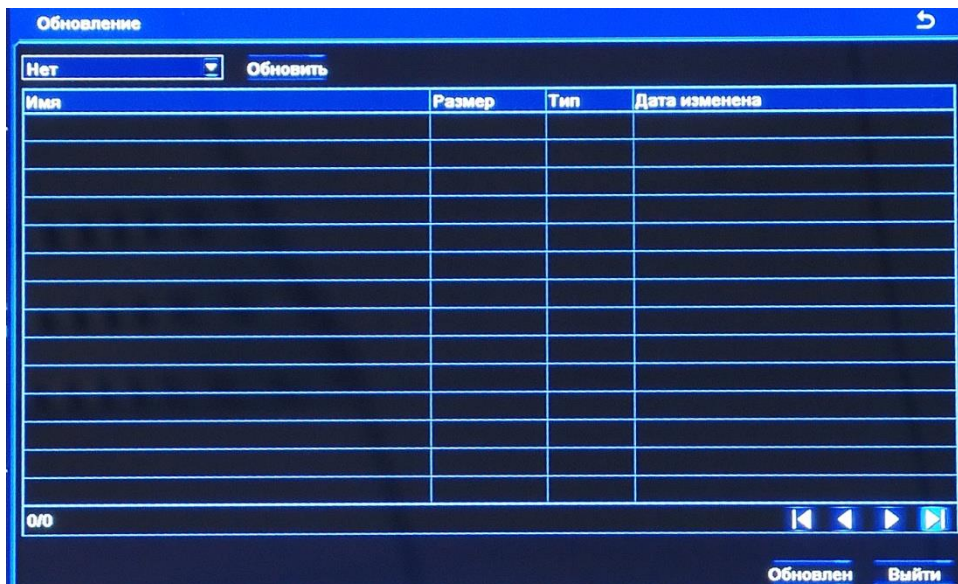 Обновление
Нет Обновить
Имя Размер Тип Дата изменена
0/0
Обновлен Выйти